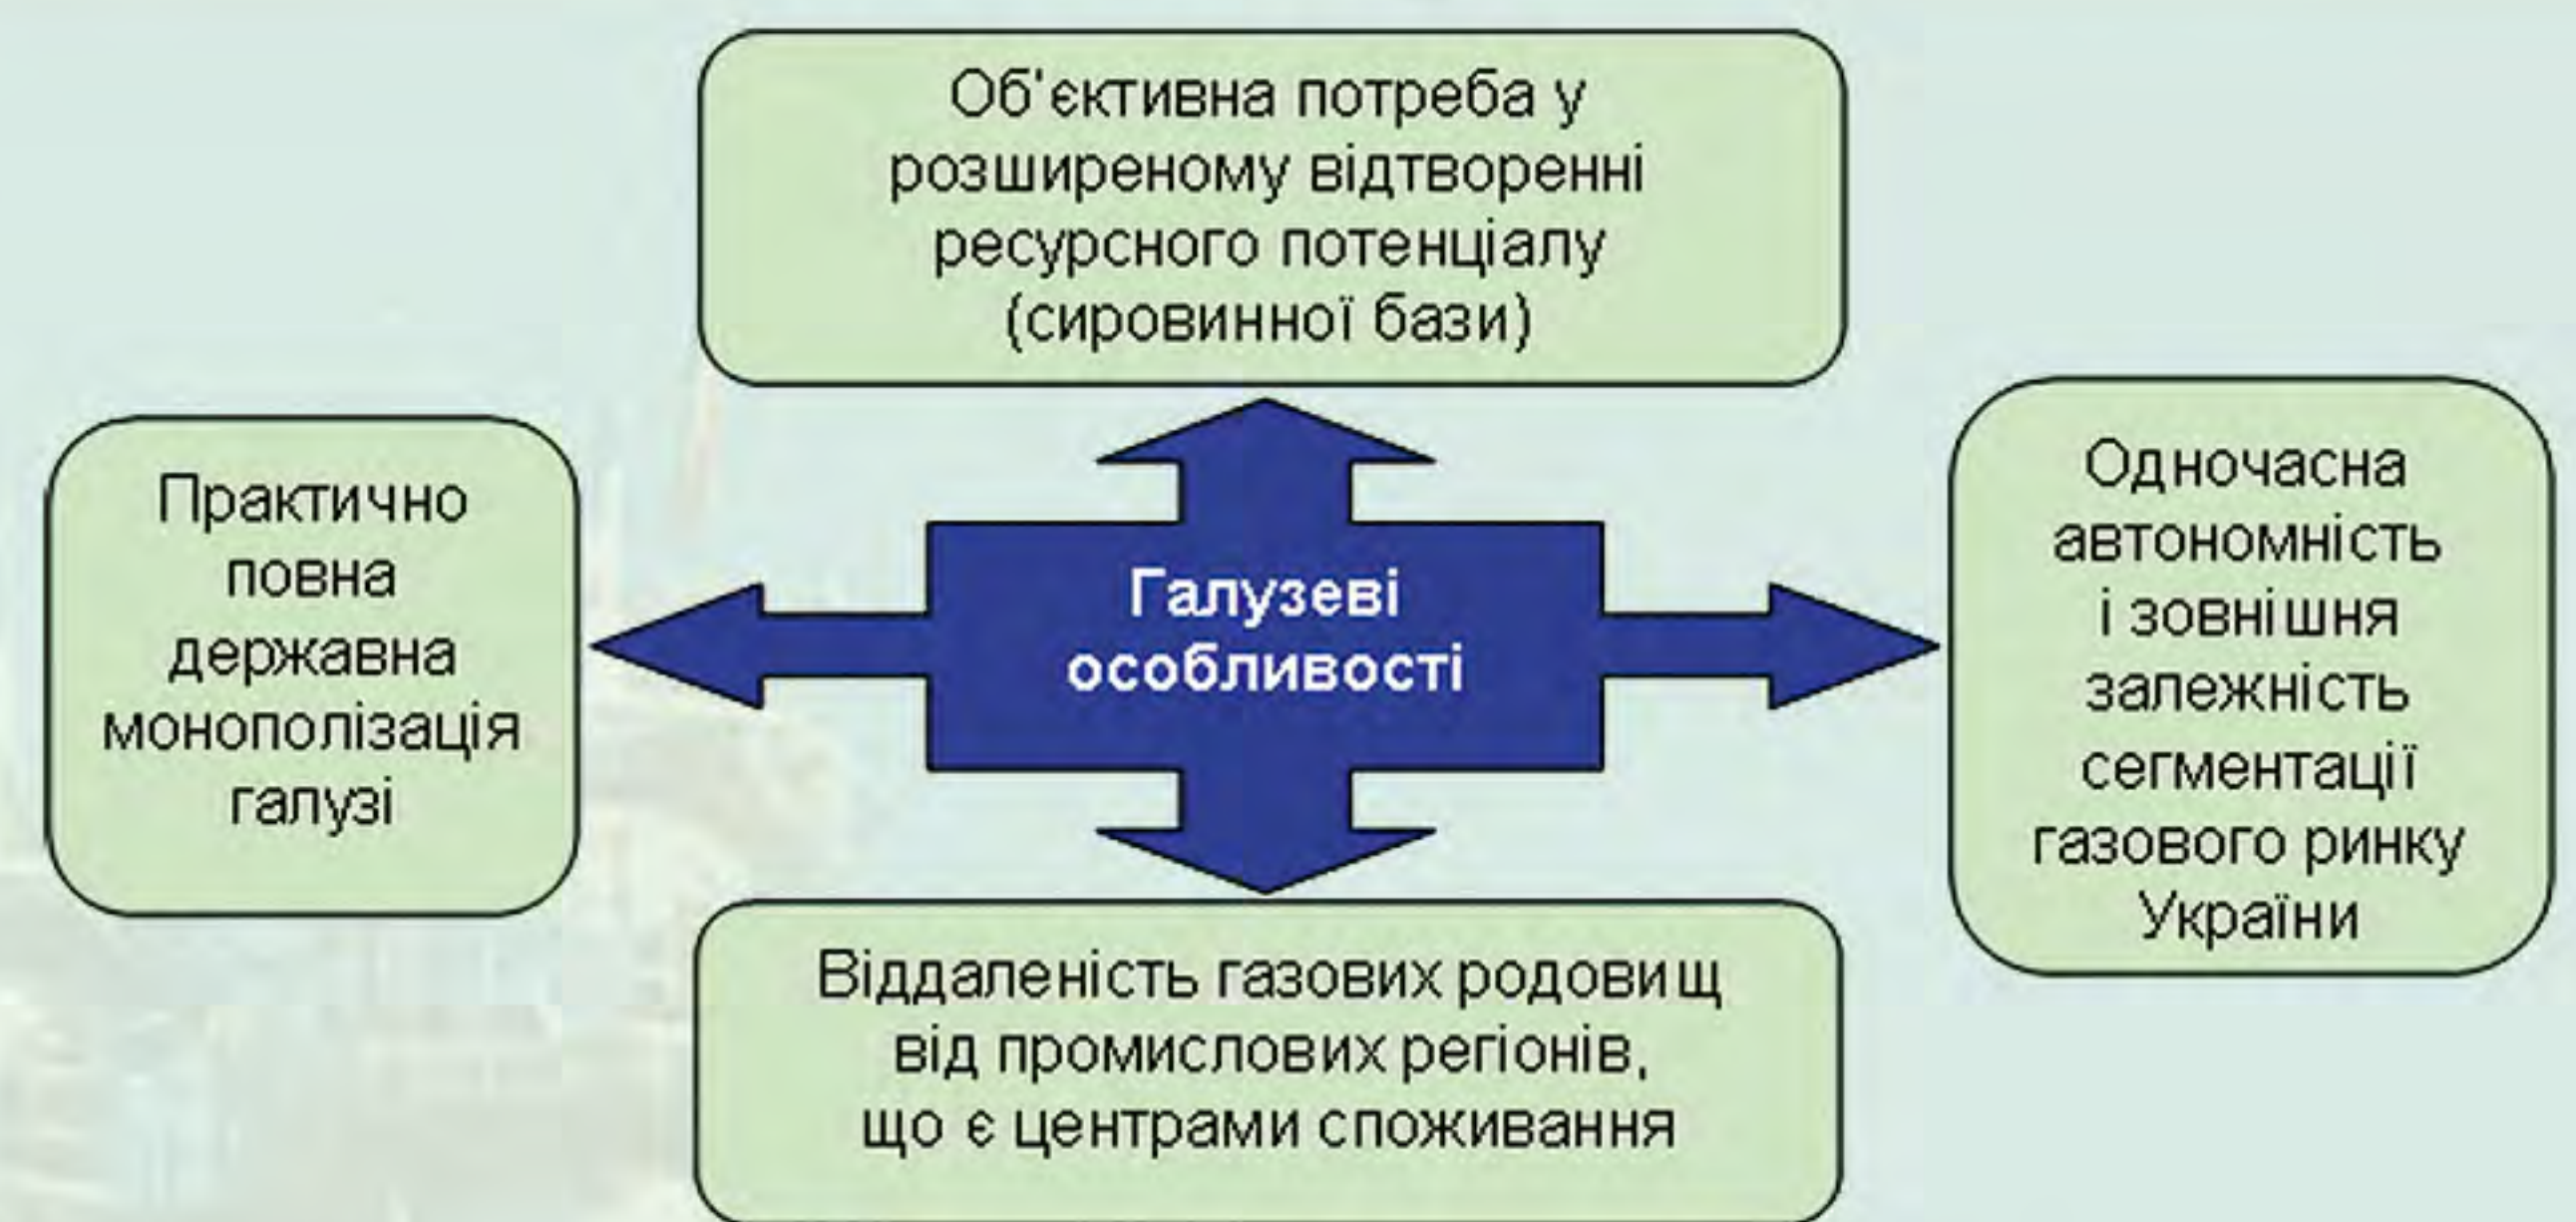 Об'єктивна потреба у
розширеному відтворенні
ресурсного потенціалу
(сировинної бази)
Практично
повна
державна
монополізація
галузі
Галузеві
особливості
Одночасна
автономність
і зовнішня
залежність
сегментації
газового ринку
України
Віддаленість газових родовищ
від промислових регіонів,
що є центрами споживання